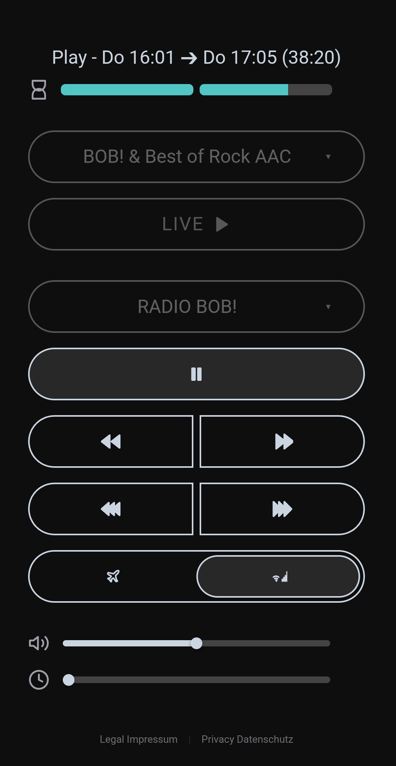 Play - Do 16:01 ➔ Do 17:05 (38:20)
BOB! & Best of Rock AAC
LIVE
RADIO BOB!
Legal Impressum | Privacy Datenschutz